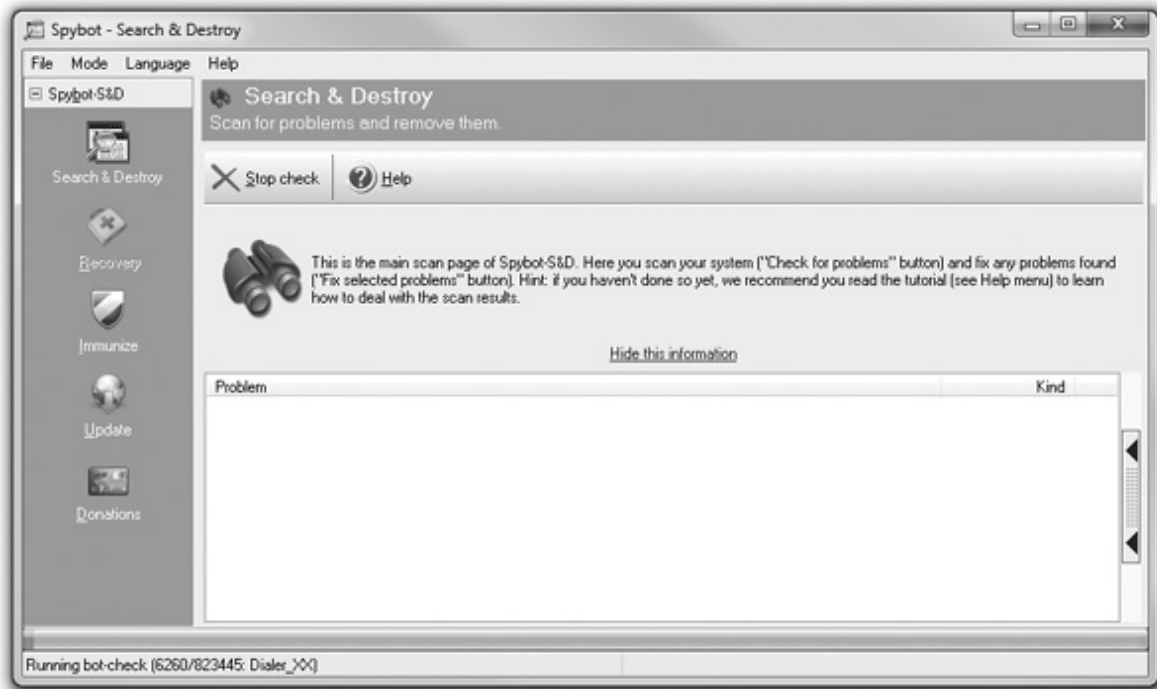 Spybot - Search & Destroy
File Mode Language Help
Spybot-S&D
Search & Destroy
Recovery
Immunize
Update
Donations
Search & Destroy
Scan for problems and remove them.
Stop check Help
This is the main scan page of Spybot-S&D. Here you scan your system ("Check for problems" button) and fix any problems found
("Fix selected problems" button). Hint: if you haven't done so yet, we recommend you read the tutorial (see Help menu) to learn
how to deal with the scan results.
Hide this information
Problem Kind
Running bot-check (6260/823445: Dialer_XX)